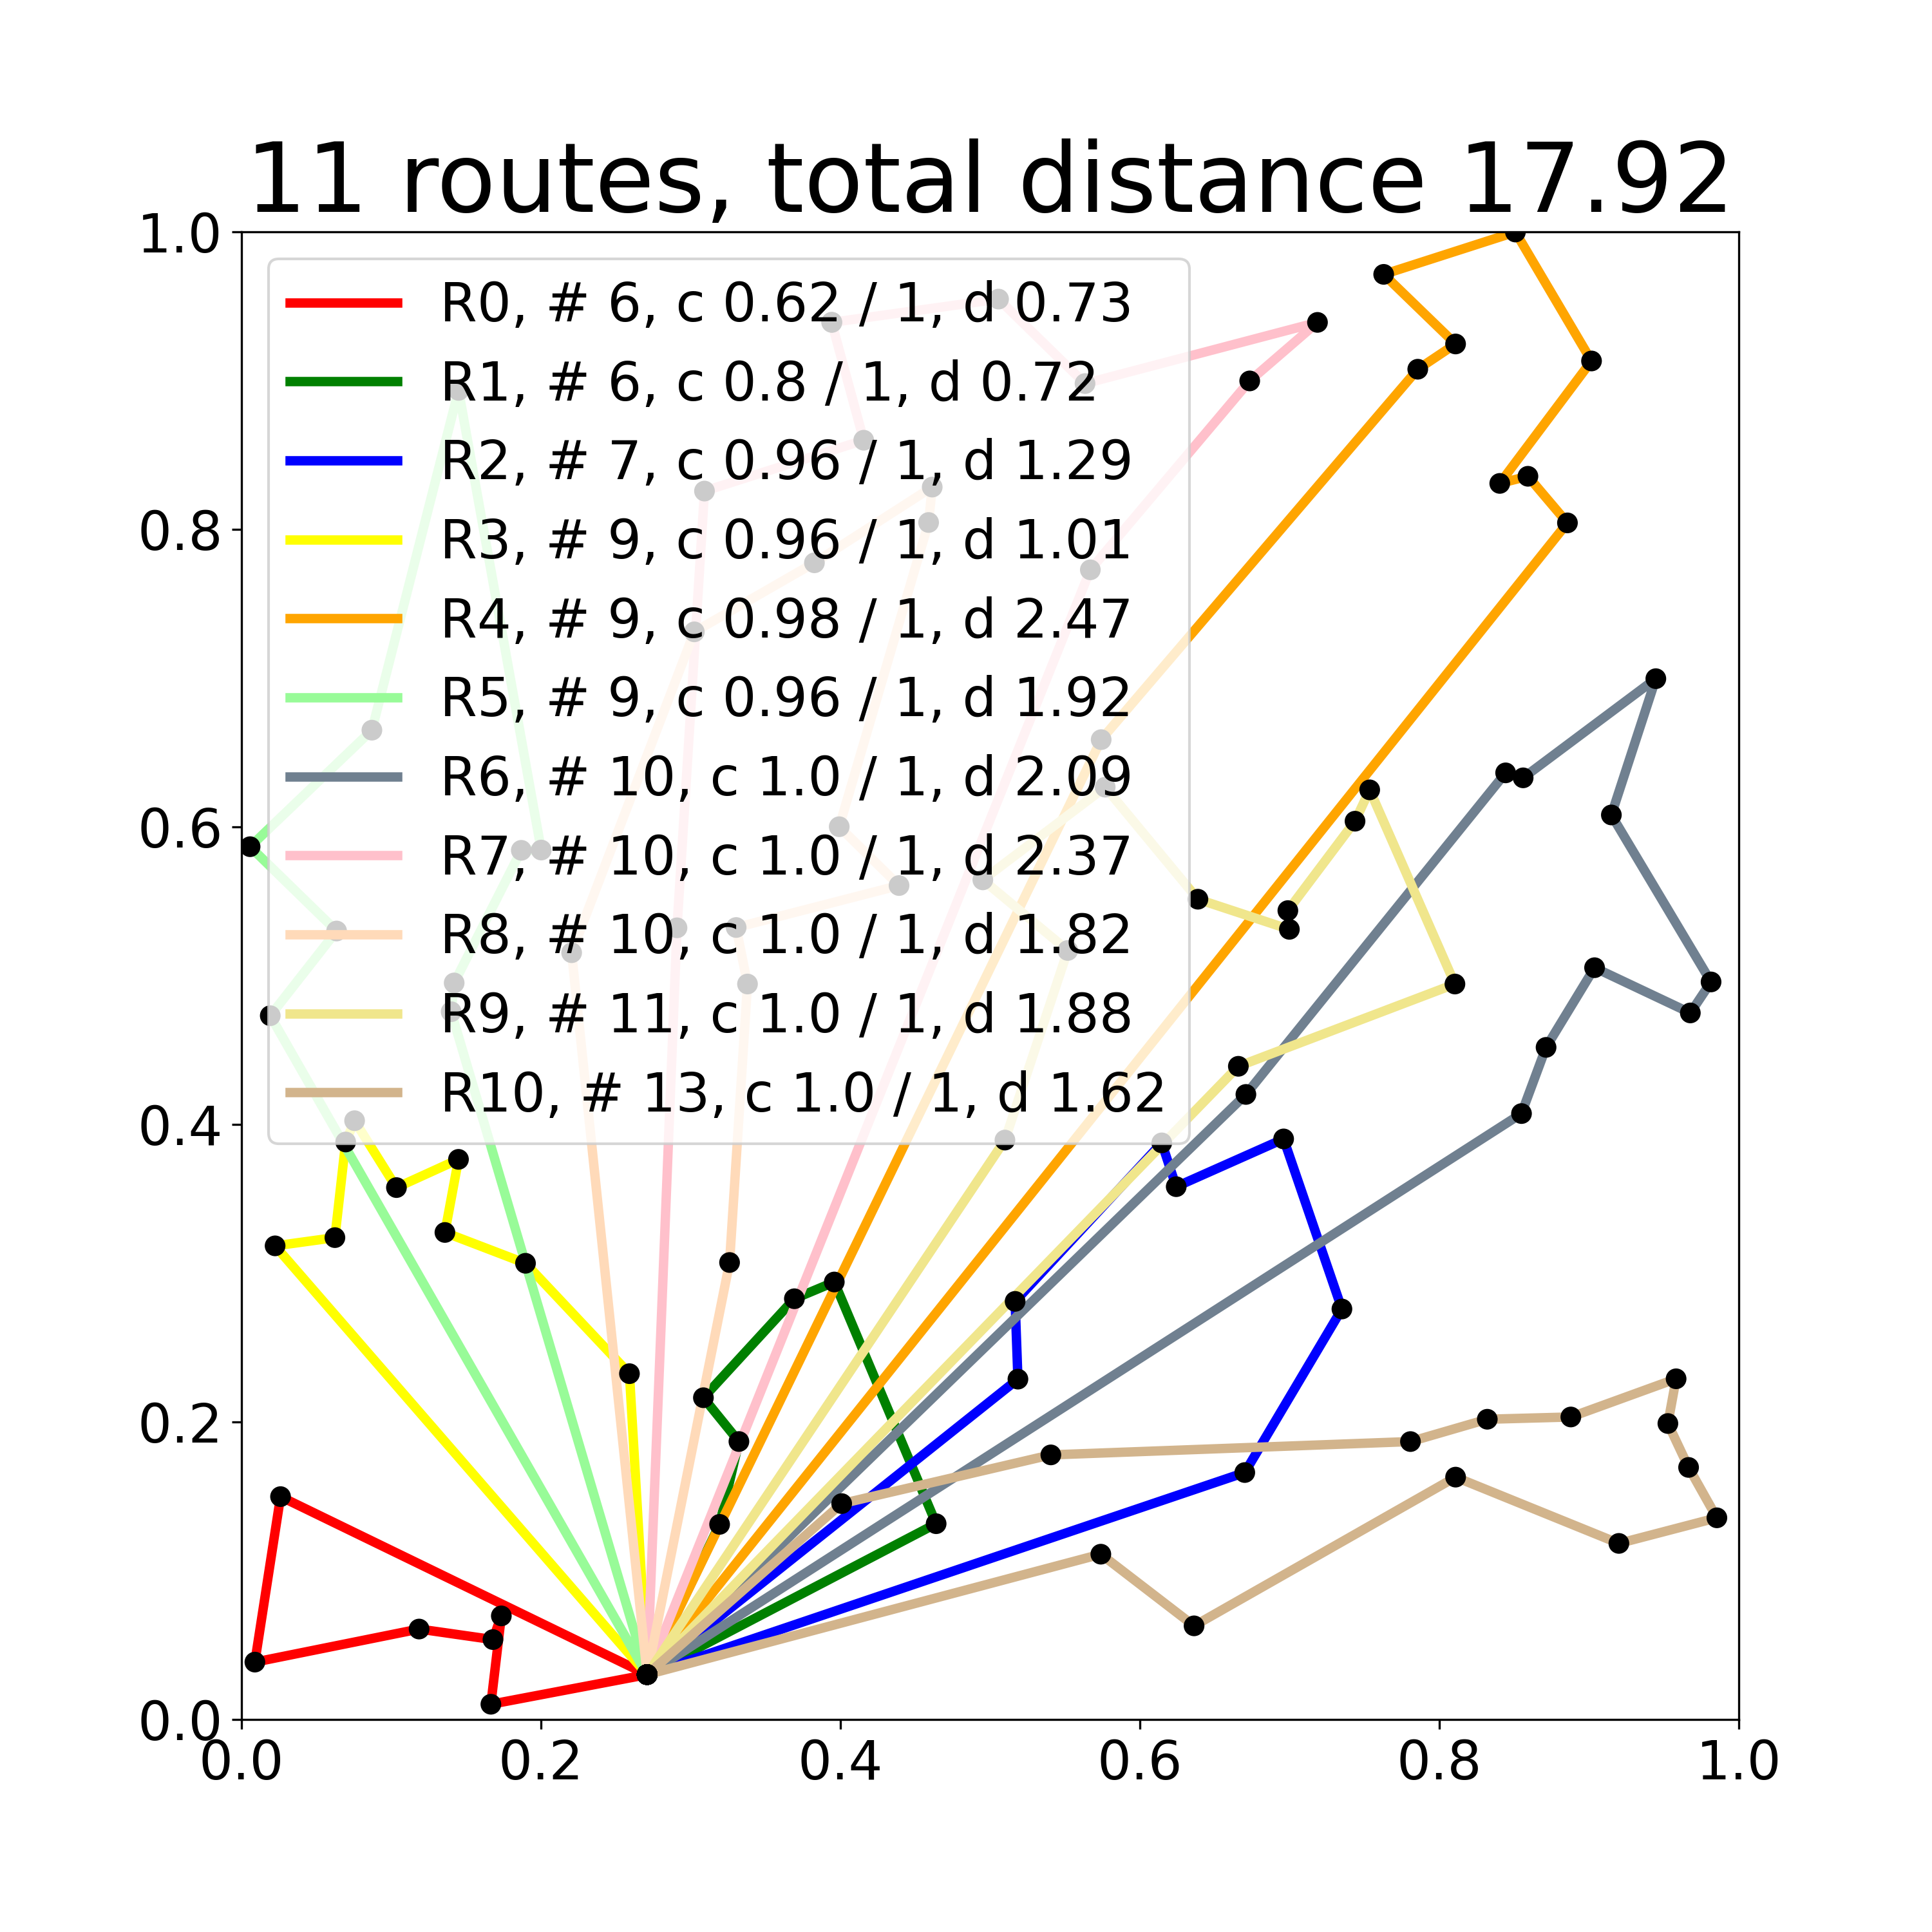 11 routes, total distance 17.92
1.0
0.8
0.6
0.4
0.2
0.0
R0, # 6, c 0.62 / 1, d 0.73
R1, # 6, c 0.8 / 1, d 0.72
R2, # 7, c 0.96 / 1, d 1.29
R3, # 9, c 0.96 / 1, d 1.01
R4, # 9, c 0.98 / 1, d 2.47
R5, # 9, c 0.96 / 1, d 1.92
R6, # 10, c 1.0 / 1, d 2.09
R7, # 10, c 1.0 / 1, d 2.37
R8, # 10, c 1.0 / 1, d 1.82
R9, # 11, c 1.0 / 1, d 1.88
R10, # 13, c 1.0 / 1, d 1.62
0.0 0.2 0.4 0.6 0.8 1.0